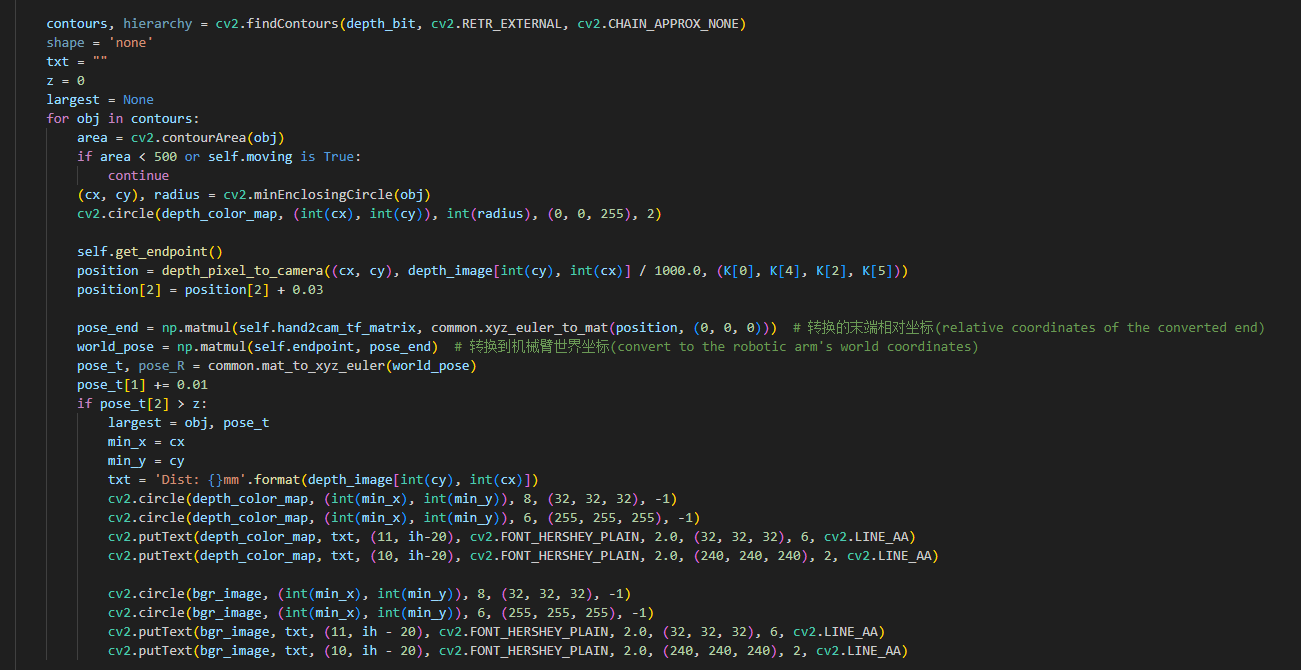 contours, hierarchy = cv2.findContours(depth_bit, cv2.RETR_EXTERNAL, cv2.CHAIN_APPROX_NONE)
shape = 'none'
txt = ""
z = 0
largest = None
for obj in contours:
    area = cv2.contourArea(obj)
    if area < 500 or self.moving is True:
        continue
    (cx, cy), radius = cv2.minEnclosingCircle(obj)
    cv2.circle(depth_color_map, (int(cx), int(cy)), int(radius), (0, 0, 255), 2)

    self.get_endpoint()
    position = depth_pixel_to_camera((cx, cy), depth_image[int(cy), int(cx)] / 1000.0, (K[0], K[4], K[2], K[5]))
    position[2] = position[2] + 0.03

    pose_end = np.matmul(self.hand2cam_tf_matrix, common.xyz_euler_to_mat(position, (0, 0, 0)))  # 转换的末端相对坐标(relative coordinates of the converted end)
    world_pose = np.matmul(self.endpoint, pose_end)  # 转换到机械臂世界坐标(convert to the robotic arm's world coordinates)
    pose_t, pose_R = common.mat_to_xyz_euler(world_pose)
    pose_t[1] += 0.01
    if pose_t[2] > z:
        largest = obj, pose_t
        min_x = cx
        min_y = cy
        txt = 'Dist: {}mm'.format(depth_image[int(cy), int(cx)])
        cv2.circle(depth_color_map, (int(min_x), int(min_y)), 8, (32, 32, 32), -1)
        cv2.circle(depth_color_map, (int(min_x), int(min_y)), 6, (255, 255, 255), -1)
        cv2.putText(depth_color_map, txt, (11, ih-20), cv2.FONT_HERSHEY_PLAIN, 2.0, (32, 32, 32), 6, cv2.LINE_AA)
        cv2.putText(depth_color_map, txt, (10, ih-20), cv2.FONT_HERSHEY_PLAIN, 2.0, (240, 240, 240), 2, cv2.LINE_AA)

        cv2.circle(bgr_image, (int(min_x), int(min_y)), 8, (32, 32, 32), -1)
        cv2.circle(bgr_image, (int(min_x), int(min_y)), 6, (255, 255, 255), -1)
        cv2.putText(bgr_image, txt, (11, ih - 20), cv2.FONT_HERSHEY_PLAIN, 2.0, (32, 32, 32), 6, cv2.LINE_AA)
        cv2.putText(bgr_image, txt, (10, ih - 20), cv2.FONT_HERSHEY_PLAIN, 2.0, (240, 240, 240), 2, cv2.LINE_AA)